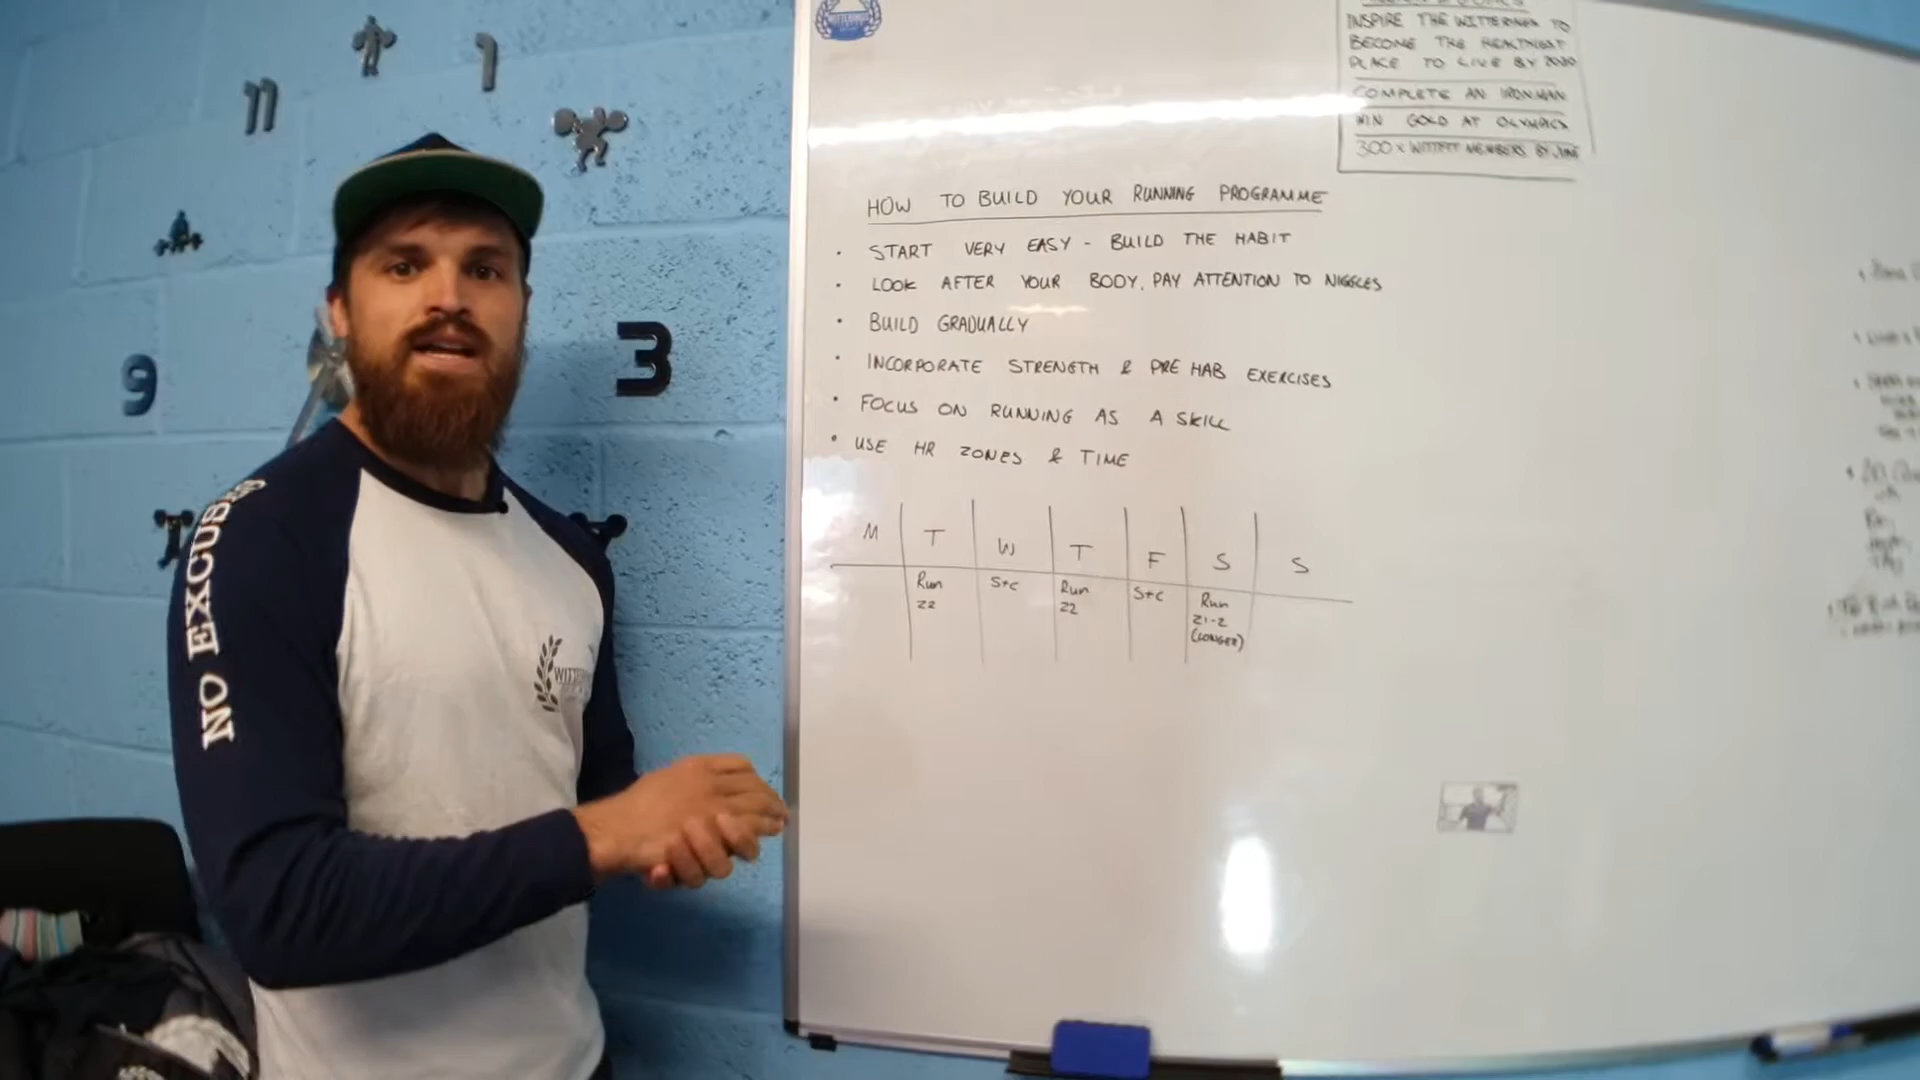 11
1
9
3
NO EXCUSES
INSPIRE THE WITTERINGS TO
BECOME THE HEALTHIEST
PLACE TO LIVE BY 2020
COMPLETE AN IRONMAN
WIN GOLD AT OLYMPICS
300 x WITTFIT MEMBERS BY JUNE
HOW TO BUILD YOUR RUNNING PROGRAMME
• START VERY EASY - BUILD THE HABIT
• LOOK AFTER YOUR BODY, PAY ATTENTION TO NIGGLES
• BUILD GRADUALLY
• INCORPORATE STRENGTH & PRE HAB EXERCISES
• FOCUS ON RUNNING AS A SKILL
• USE HR ZONES & TIME
M T W T F S S
Run S+C Run S+C Run
Z2 Z2 Z1-2
(LONGER)